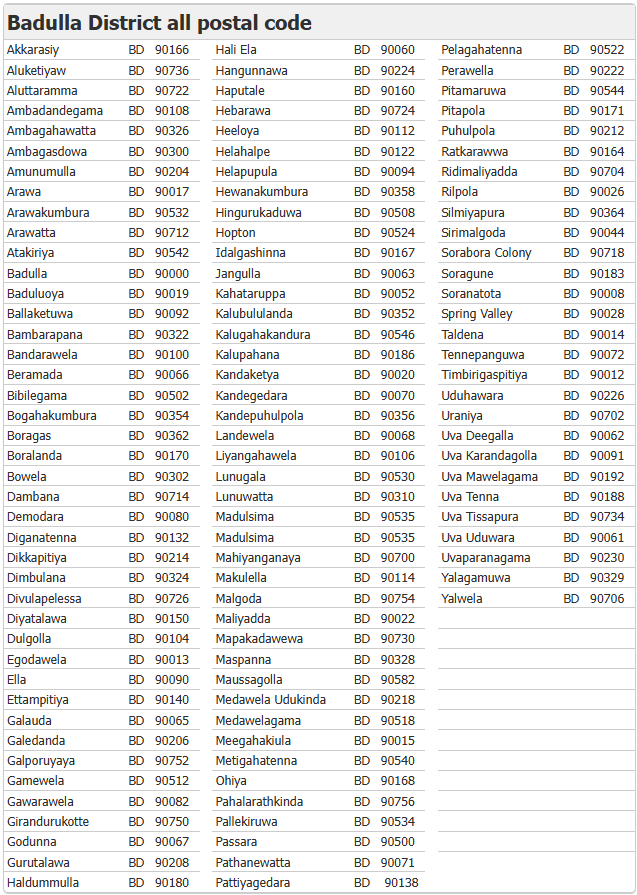 Badulla District all postal code
Akkarasiy BD 90166 Hali Ela BD 90060 Pelagahatenna BD 90522
Aluketiyaw BD 90736 Hangunnawa BD 90224 Perawella BD 90222
Aluttaramma BD 90722 Haputale BD 90160 Pitamaruwa BD 90544
Ambadandegama BD 90108 Hebarawa BD 90724 Pitapola BD 90171
Ambagahawatta BD 90326 Heeloya BD 90112 Puhulpola BD 90212
Ambagasdowa BD 90300 Helahalpe BD 90122 Ratkarawwa BD 90164
Amunumulla BD 90204 Helapupula BD 90094 Ridimaliyadda BD 90704
Arawa BD 90017 Hewanakumbura BD 90358 Rilpola BD 90026
Arawakumbura BD 90532 Hingurukaduwa BD 90508 Silmiyapura BD 90364
Arawatta BD 90712 Hopton BD 90524 Sirimalgoda BD 90044
Atakiriya BD 90542 Idalgashinna BD 90167 Sorabora Colony BD 90718
Badulla BD 90000 Jangulla BD 90063 Soragune BD 90183
Baduluoya BD 90019 Kahataruppa BD 90052 Soranatota BD 90008
Ballaketuwa BD 90092 Kalubululanda BD 90352 Spring Valley BD 90028
Bambarapana BD 90322 Kalugahakandura BD 90546 Taldena BD 90014
Bandarawela BD 90100 Kalupahana BD 90186 Tennepanguwa BD 90072
Beramada BD 90066 Kandaketya BD 90020 Timbirigaspitiya BD 90012
Bibilegama BD 90502 Kandegedara BD 90070 Uduhawara BD 90226
Bogahakumbura BD 90354 Kandepuhulpola BD 90356 Uraniya BD 90702
Boragas BD 90362 Landewela BD 90068 Uva Deegalla BD 90062
Boralanda BD 90170 Liyangahawela BD 90106 Uva Karandagolla BD 90091
Bowela BD 90302 Lunugala BD 90530 Uva Mawelagama BD 90192
Dambana BD 90714 Lunuwatta BD 90310 Uva Tenna BD 90188
Demodara BD 90080 Madulsima BD 90535 Uva Tissapura BD 90734
Diganatenna BD 90132 Madulsima BD 90535 Uva Uduwara BD 90061
Dikkapitiya BD 90214 Mahiyanganaya BD 90700 Uvaparanagama BD 90230
Dimbulana BD 90324 Makulella BD 90114 Yalagamuwa BD 90329
Divulapelessa BD 90726 Malgoda BD 90754 Yalwela BD 90706
Diyatalawa BD 90150 Maliyadda BD 90022
Dulgolla BD 90104 Mapakadawewa BD 90730
Egodawela BD 90013 Maspanna BD 90328
Ella BD 90090 Maussagolla BD 90582
Ettampitiya BD 90140 Medawela Udukinda BD 90218
Galauda BD 90065 Medawelagama BD 90518
Galedanda BD 90206 Meegahakiula BD 90015
Galporuyaya BD 90752 Metigahatenna BD 90540
Gamewela BD 90512 Ohiya BD 90168
Gawarawela BD 90082 Pahalarathkinda BD 90756
Girandurukotte BD 90750 Pallekiruwa BD 90534
Godunna BD 90067 Passara BD 90500
Gurutalawa BD 90208 Pathanewatta BD 90071
Haldummulla BD 90180 Pattiyagedara BD 90138